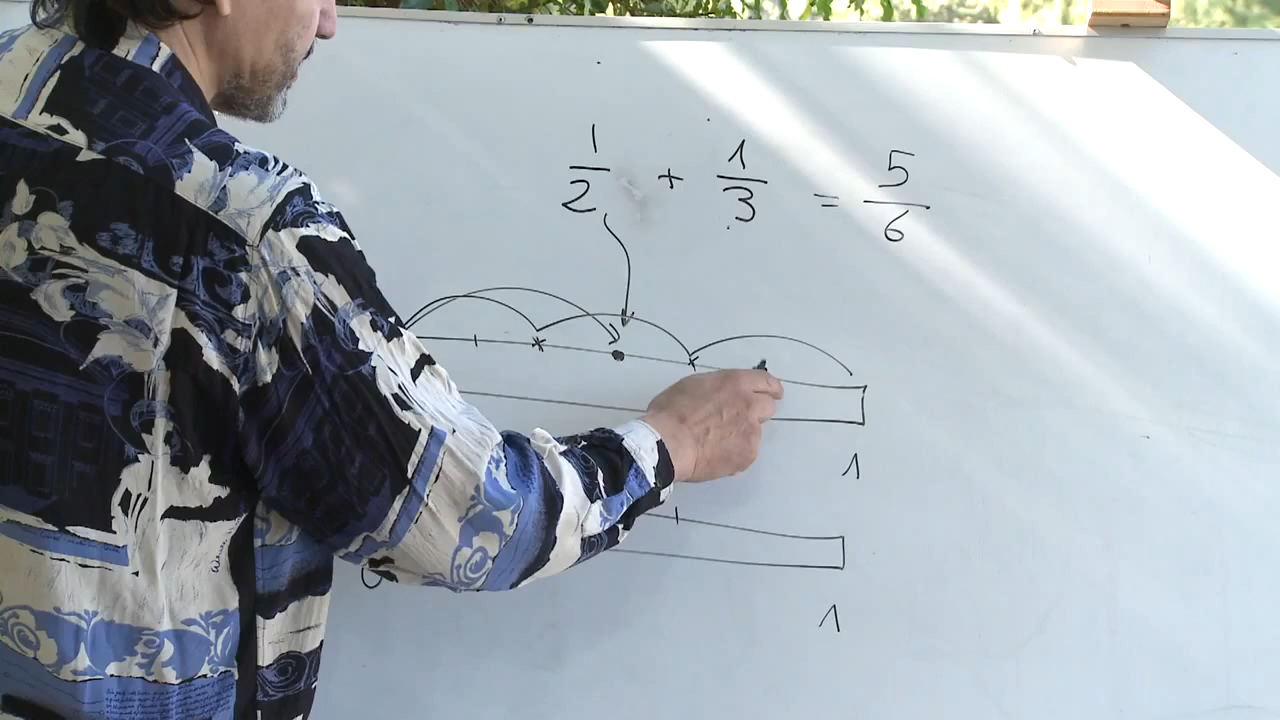 1/2 + 1/3 = 5/6
1
1